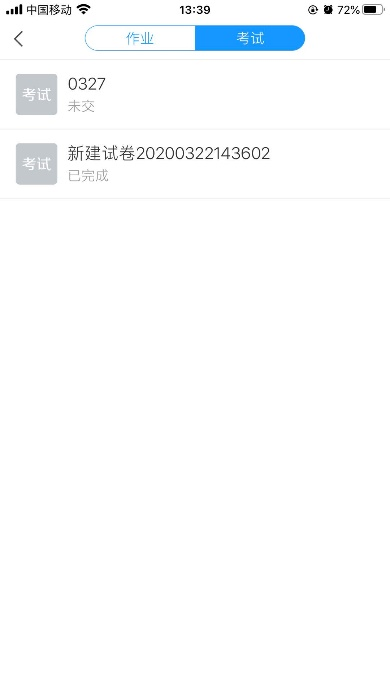 中国移动 13:39 72%
作业 考试
考试 0327
未交
考试 新建试卷20200322143602
已完成